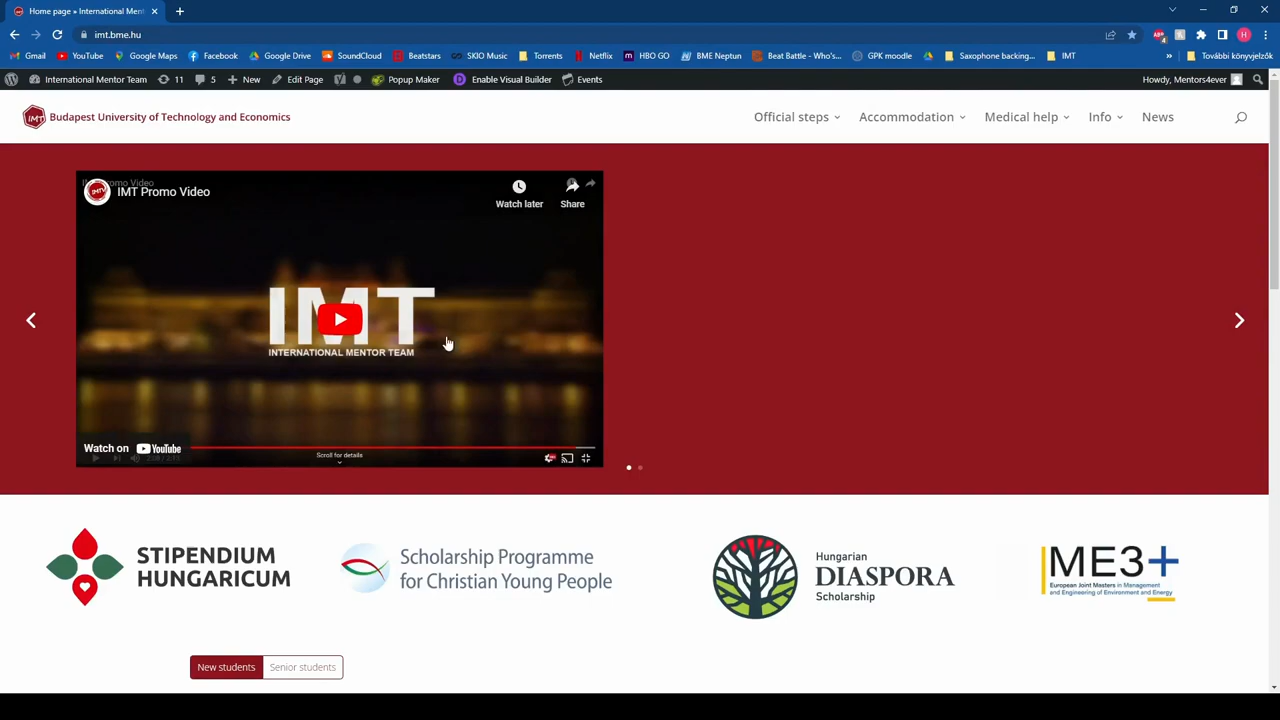 Home page » International Men
imt.bme.hu
Gmail YouTube Google Maps Facebook Google Drive SoundCloud Beatstars SKIO Music Torrents Netflix HBO GO BME Neptun Beat Battle - Who's... GPK moodle Saxophone backing... IMT » További könyvjelzők
International Mentor Team 11 5 New Edit Page Popup Maker Enable Visual Builder Events Howdy, Mentors4ever
IMT Budapest University of Technology and Economics Official steps Accommodation Medical help Info News
IMT Promo Video
Watch later Share
IMT
INTERNATIONAL MENTOR TEAM
Watch on YouTube
Scroll for details
STIPENDIUM
HUNGARICUM
Scholarship Programme
for Christian Young People
Hungarian
DIASPORA
Scholarship
ME3+
European Joint Masters in Management
and Engineering of Environment and Energy
New students Senior students